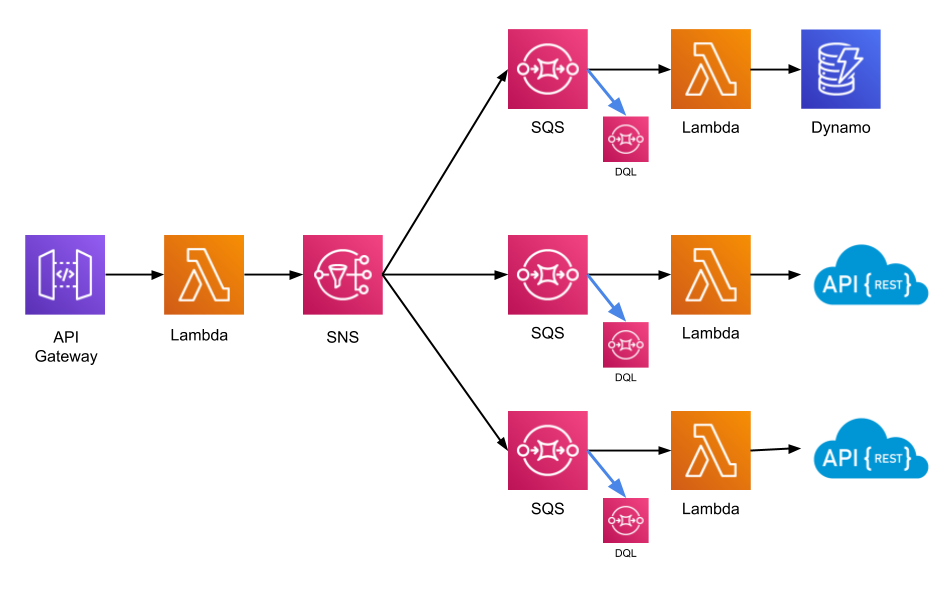 SQS
Lambda
Dynamo
DQL
API
Gateway
Lambda
SNS
SQS
Lambda
API {REST}
DQL
SQS
Lambda
API {REST}
DQL